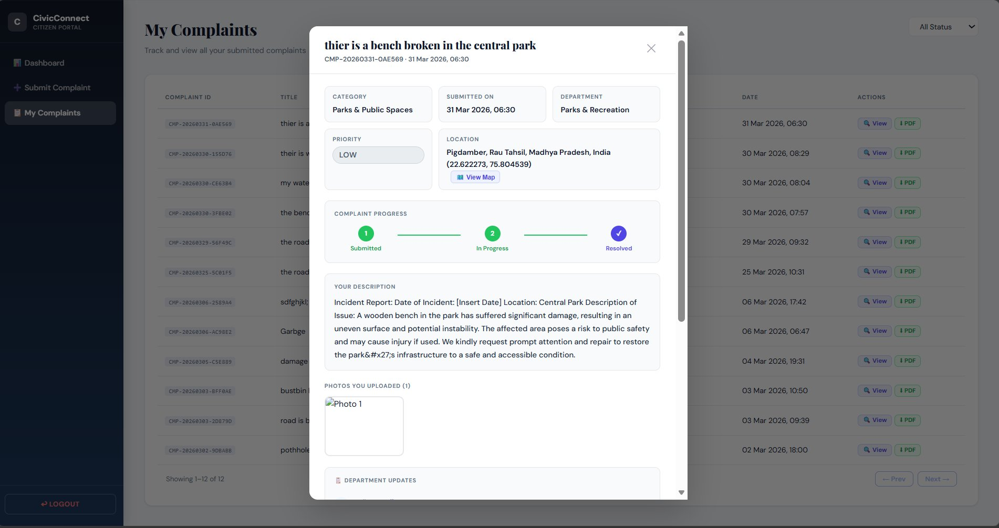 C
CivicConnect
CITIZEN PORTAL
Dashboard
Submit Complaint
My Complaints
LOGOUT
My Complaints
Track and view all your submitted complaints
All Status
COMPLAINT ID TITLE DATE ACTIONS
CMP-20260331-0AE569 thier is a 31 Mar 2026, 06:30 View PDF
CMP-20260330-155D76 their is w 30 Mar 2026, 08:29 View PDF
CMP-20260330-CE63B4 my wate 30 Mar 2026, 08:04 View PDF
CMP-20260330-3FBE02 the benc 30 Mar 2026, 07:57 View PDF
CMP-20260329-56F49C the road 29 Mar 2026, 09:32 View PDF
CMP-20260325-5C01F5 the road 25 Mar 2026, 10:31 View PDF
CMP-20260306-2589A4 sdfghjkl; 06 Mar 2026, 17:42 View PDF
CMP-20260306-AC98E2 Garbge 06 Mar 2026, 06:47 View PDF
CMP-20260305-C5E889 damage 04 Mar 2026, 19:31 View PDF
CMP-20260303-BFF0AE bustbin 03 Mar 2026, 10:50 View PDF
CMP-20260303-2D879D road is b 03 Mar 2026, 09:39 View PDF
CMP-20260302-9DBABB pothhole 02 Mar 2026, 18:00 View PDF
Showing 1–12 of 12
← Prev Next →
thier is a bench broken in the central park
CMP-20260331-0AE569 · 31 Mar 2026, 06:30
CATEGORY
Parks & Public Spaces
SUBMITTED ON
31 Mar 2026, 06:30
DEPARTMENT
Parks & Recreation
PRIORITY
LOW
LOCATION
Pigdamber, Rau Tahsil, Madhya Pradesh, India
(22.622273, 75.804539)
View Map
COMPLAINT PROGRESS
1 2 ✓
Submitted In Progress Resolved
YOUR DESCRIPTION
Incident Report: Date of Incident: [Insert Date] Location: Central Park Description of
Issue: A wooden bench in the park has suffered significant damage, resulting in an
uneven surface and potential instability. The affected area poses a risk to public safety
and may cause injury if used. We kindly request prompt attention and repair to restore
the park&#x27;s infrastructure to a safe and accessible condition.
PHOTOS YOU UPLOADED (1)
Photo 1
DEPARTMENT UPDATES